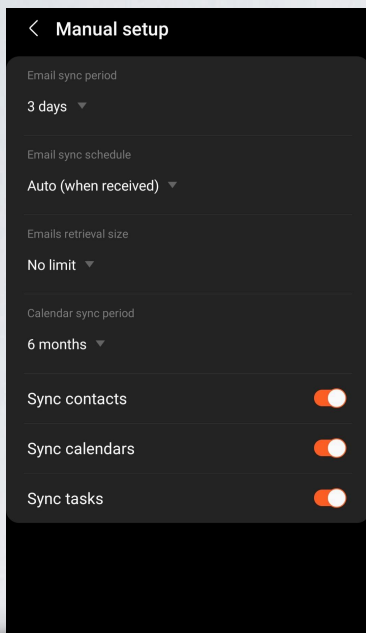 Manual setup
Email sync period
3 days
Email sync schedule
Auto (when received)
Emails retrieval size
No limit
Calendar sync period
6 months
Sync contacts
Sync calendars
Sync tasks